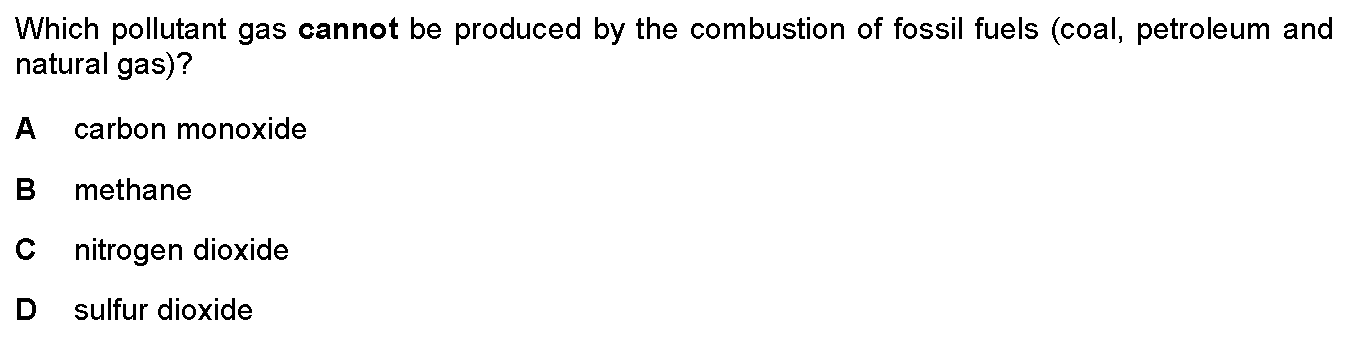 Which pollutant gas cannot be produced by the combustion of fossil fuels (coal, petroleum and
natural gas)?
A carbon monoxide
B methane
C nitrogen dioxide
D sulfur dioxide